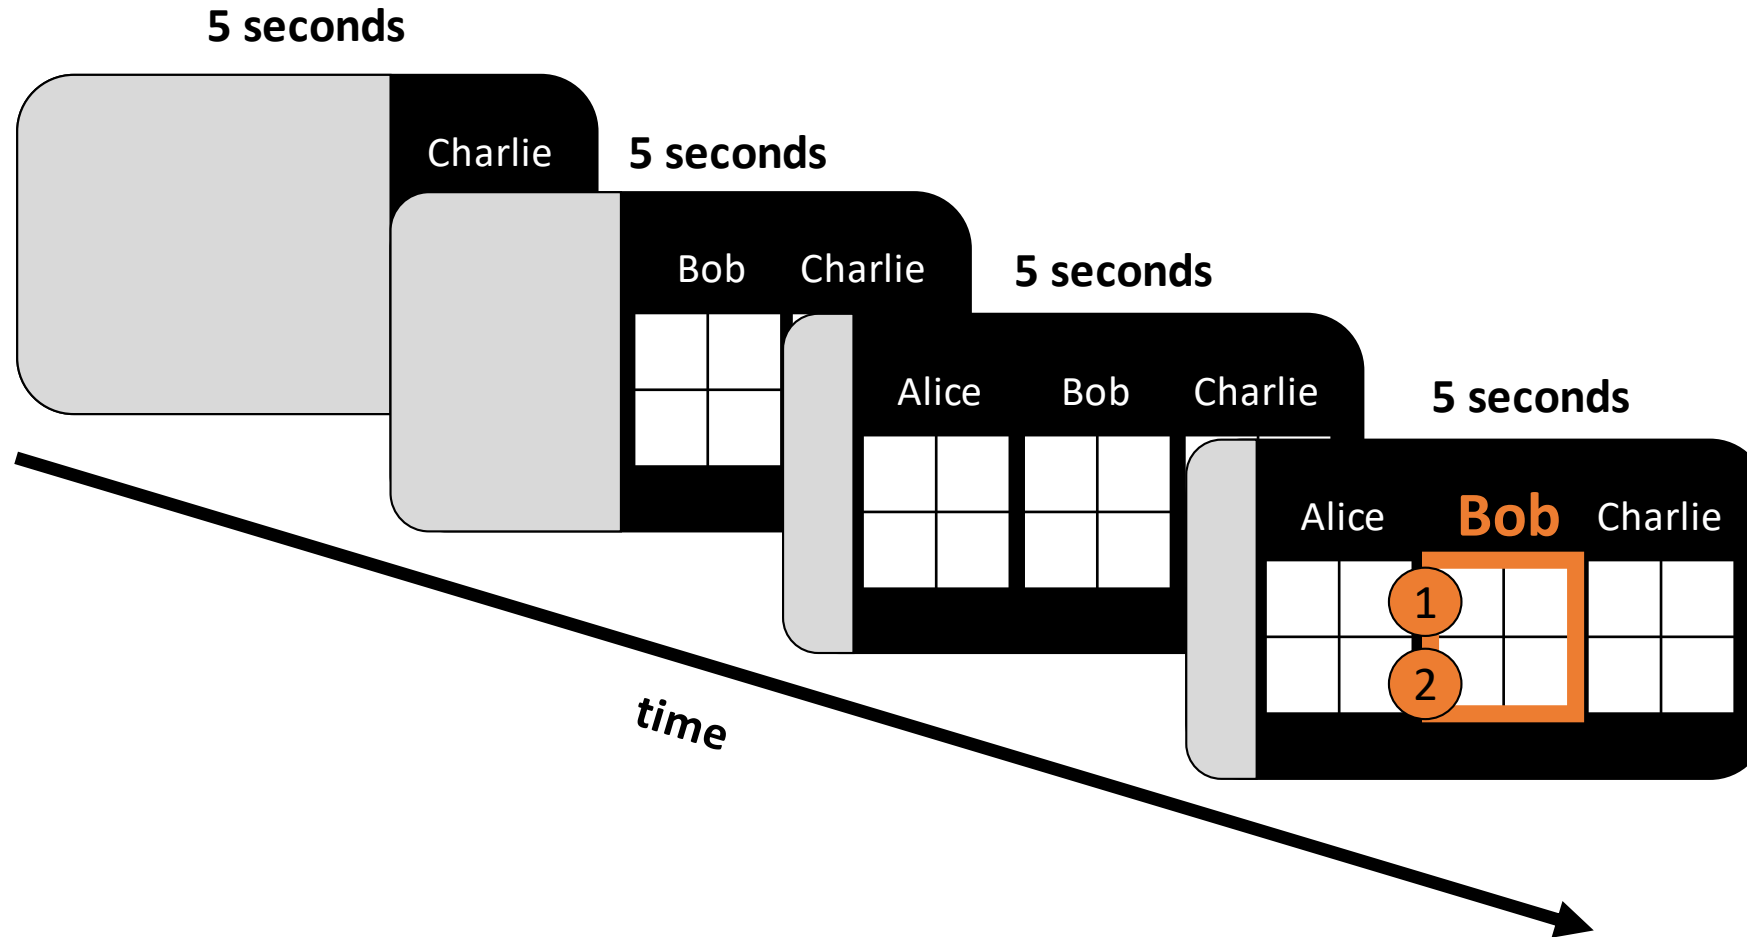 5 seconds
Charlie
5 seconds
Bob Charlie
5 seconds
Alice Bob Charlie
5 seconds
Alice Bob Charlie
1
2
time